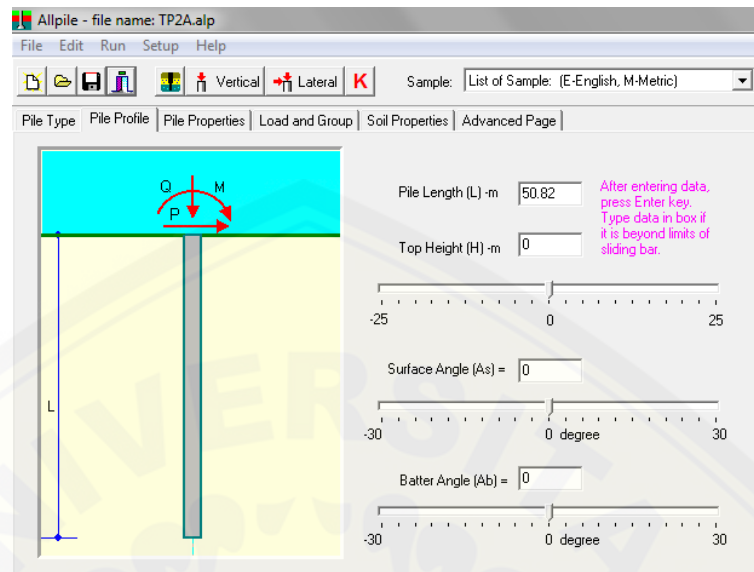 Allpile - file name: TP2A.alp
File Edit Run Setup Help
Vertical Lateral K Sample: List of Sample: (E-English, M-Metric)
Pile Type Pile Profile Pile Properties Load and Group Soil Properties Advanced Page
Q M
P
L
Pile Length (L) -m 50.82
After entering data,
press Enter key.
Type data in box if
it is beyond limits of
sliding bar.
Top Height (H) -m 0
-25 0 25
Surface Angle (As) = 0
-30 0 degree 30
Batter Angle (Ab) = 0
-30 0 degree 30
UNIVERSITA